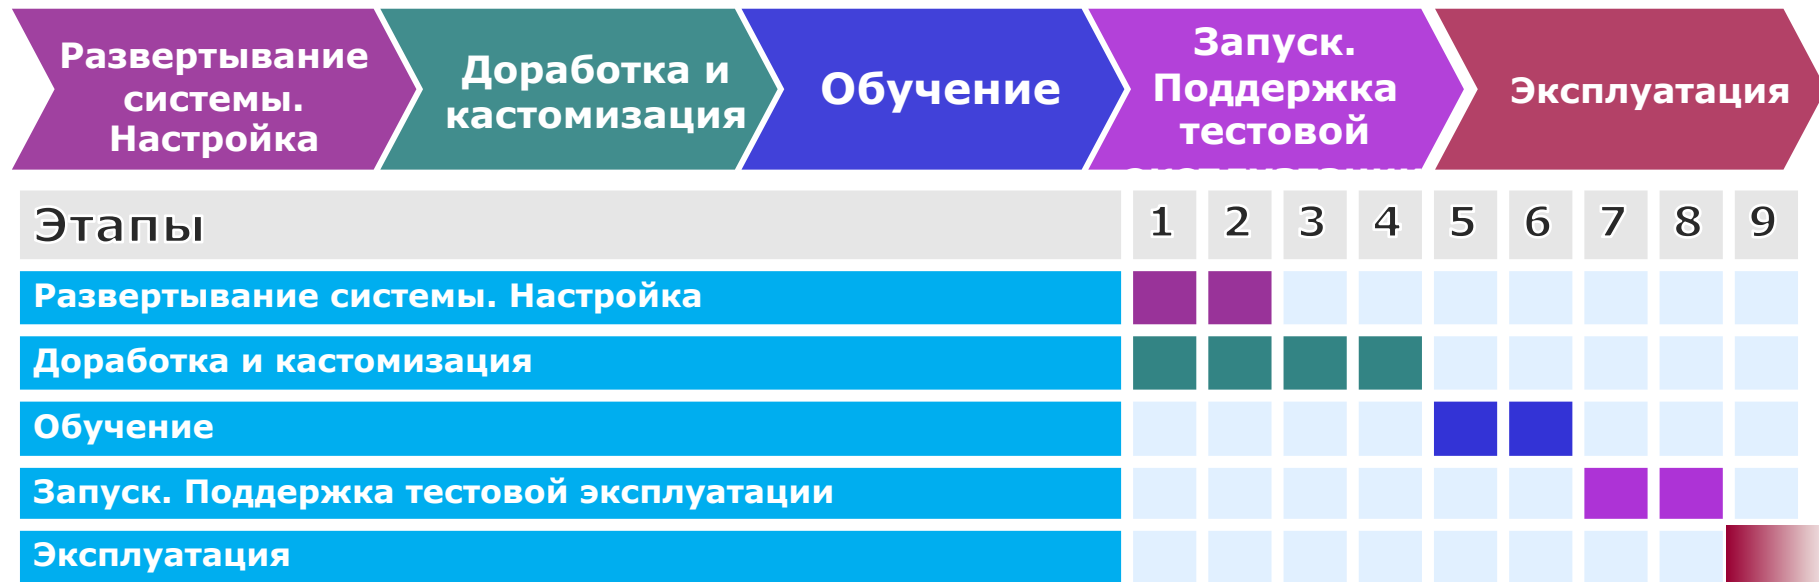 Развертывание
системы.
Настройка
Доработка и
кастомизация
Обучение
Запуск.
Поддержка
тестовой
Эксплуатация
Этапы 1 2 3 4 5 6 7 8 9
Развертывание системы. Настройка
Доработка и кастомизация
Обучение
Запуск. Поддержка тестовой эксплуатации
Эксплуатация